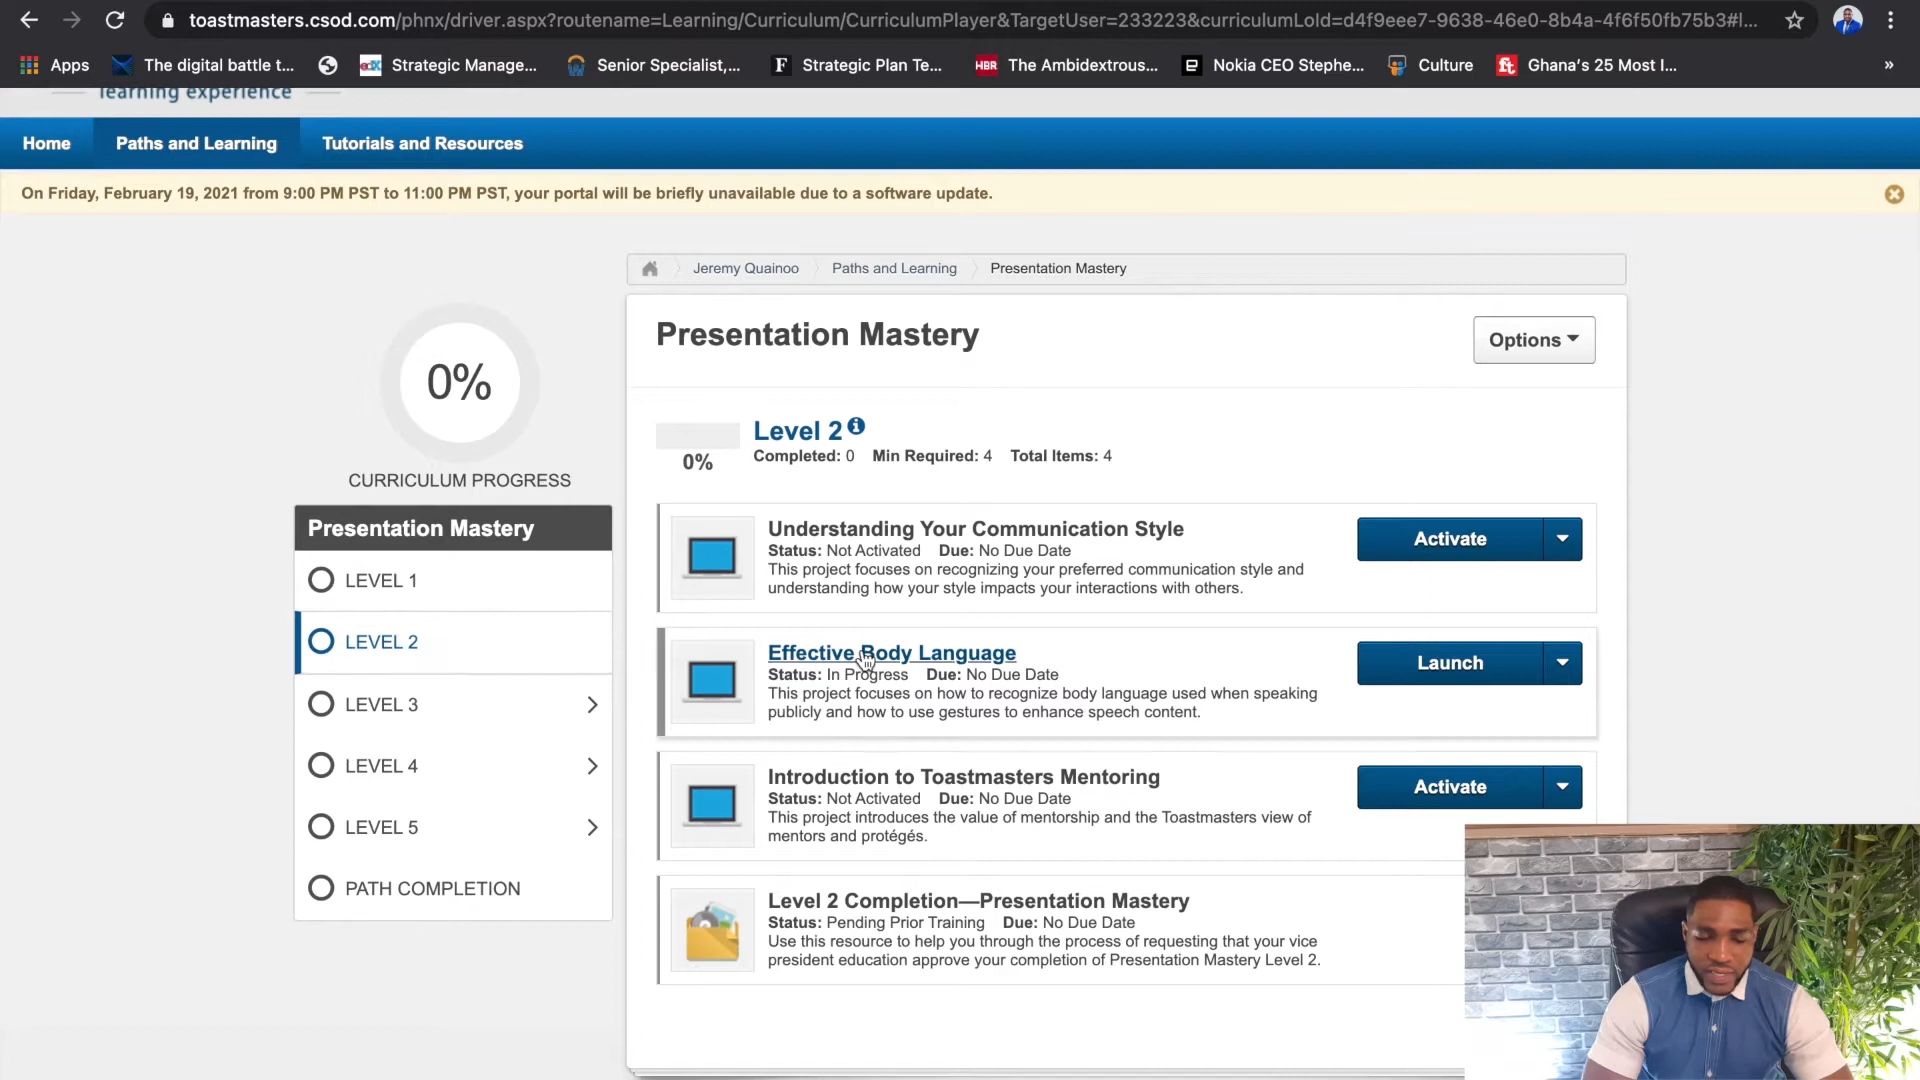 toastmasters.csod.com/phnx/driver.aspx?routename=Learning/Curriculum/CurriculumPlayer&TargetUser=233223&curriculumLoId=d4f9eee7-9638-46e0-8b4a-4f6f50fb75b3#l...
Apps The digital battle t... edX Strategic Manage... Senior Specialist,... F Strategic Plan Te... HBR The Ambidextrous... Nokia CEO Stephe... Culture ft Ghana's 25 Most I... »
learning experience
Home Paths and Learning Tutorials and Resources
On Friday, February 19, 2021 from 9:00 PM PST to 11:00 PM PST, your portal will be briefly unavailable due to a software update.
Jeremy Quainoo Paths and Learning Presentation Mastery
Presentation Mastery
Options
0%
CURRICULUM PROGRESS
Presentation Mastery
LEVEL 1
LEVEL 2
LEVEL 3
LEVEL 4
LEVEL 5
PATH COMPLETION
Level 2
0%
Completed: 0 Min Required: 4 Total Items: 4
Understanding Your Communication Style
Status: Not Activated Due: No Due Date
This project focuses on recognizing your preferred communication style and
understanding how your style impacts your interactions with others.
Activate
Effective Body Language
Status: In Progress Due: No Due Date
This project focuses on how to recognize body language used when speaking
publicly and how to use gestures to enhance speech content.
Launch
Introduction to Toastmasters Mentoring
Status: Not Activated Due: No Due Date
This project introduces the value of mentorship and the Toastmasters view of
mentors and protégés.
Activate
Level 2 Completion—Presentation Mastery
Status: Pending Prior Training Due: No Due Date
Use this resource to help you through the process of requesting that your vice
president education approve your completion of Presentation Mastery Level 2.